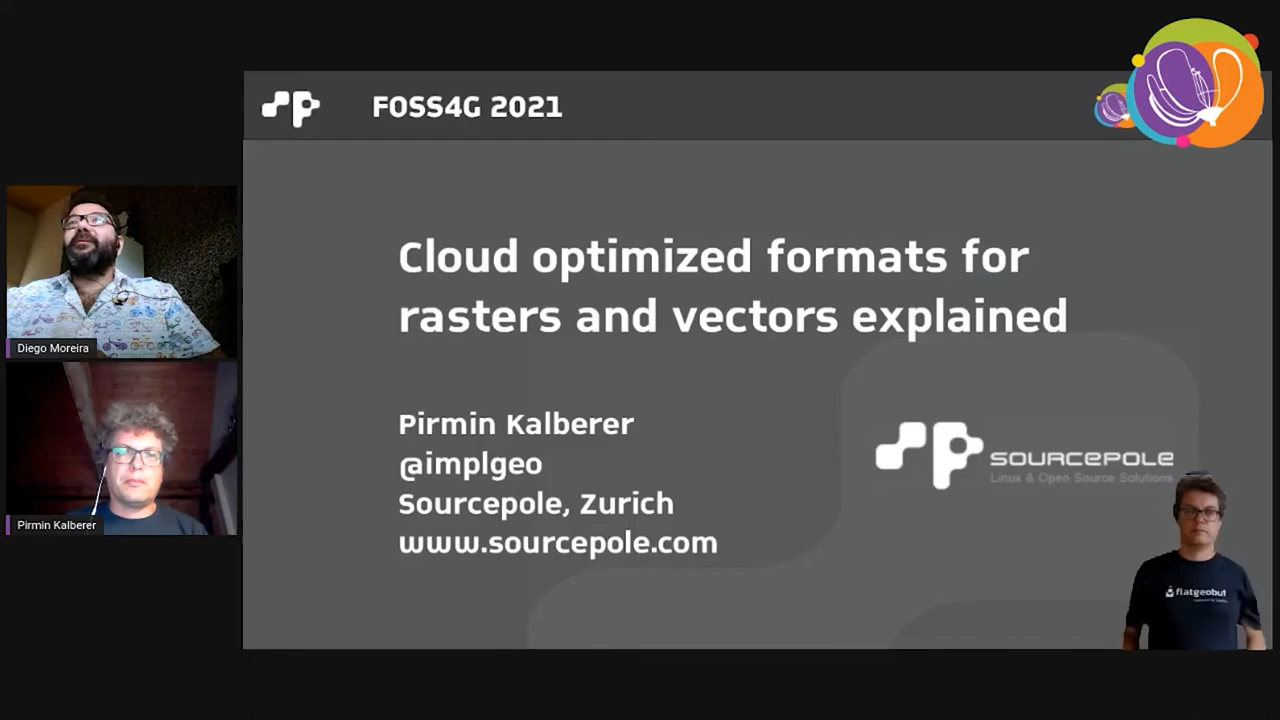 FOSS4G 2021
Cloud optimized formats for
rasters and vectors explained
Diego Moreira
Pirmin Kalberer
@implgeo
Sourcepole, Zurich
www.sourcepole.com
SOURCEPOLE
Linux & Open Source Solutions
Pirmin Kalberer
flatgeobuf